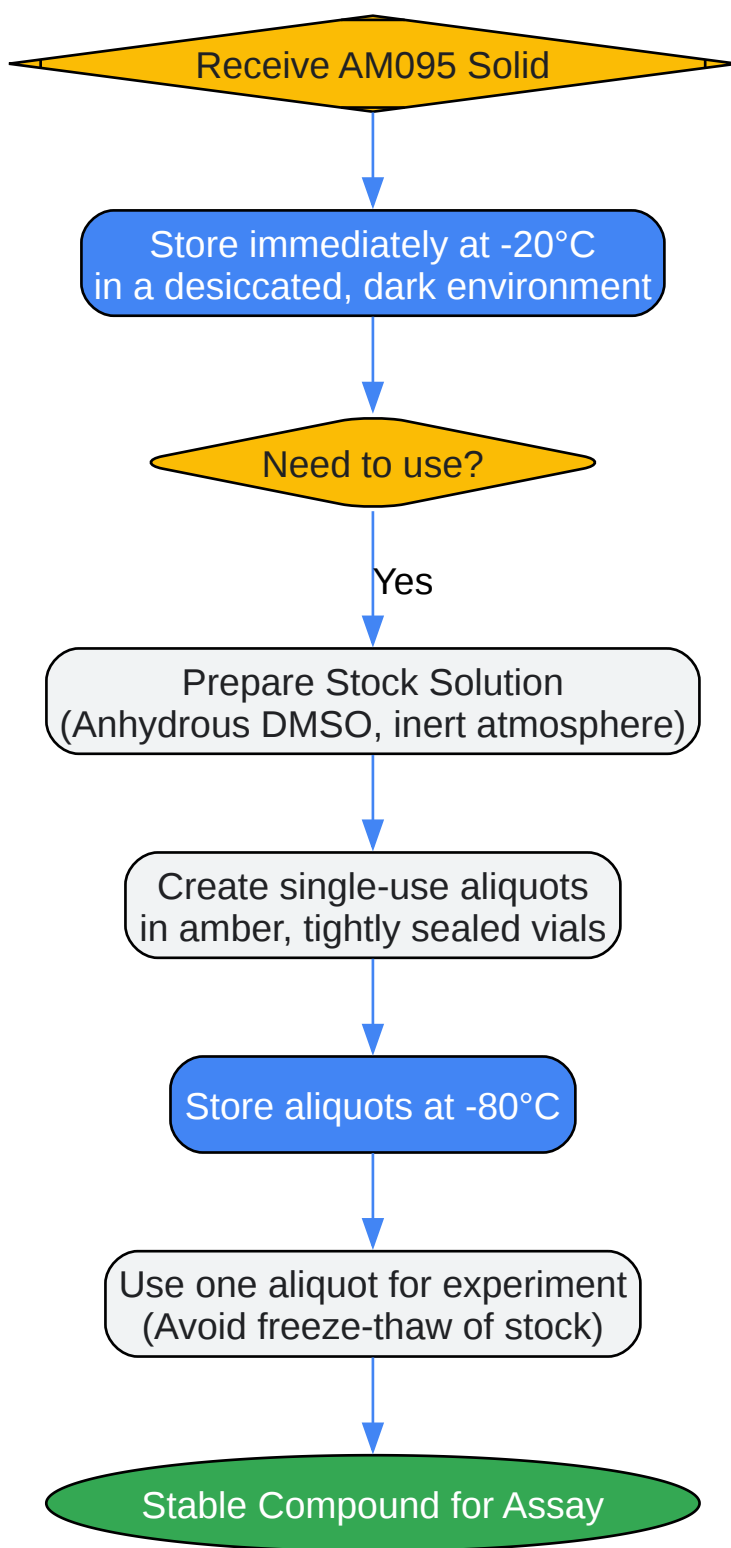 Receive AM095 Solid
Store immediately at -20°C
in a desiccated, dark environment
Need to use?
Yes
Prepare Stock Solution
(Anhydrous DMSO, inert atmosphere)
Create single-use aliquots
in amber, tightly sealed vials
Store aliquots at -80°C
Use one aliquot for experiment
(Avoid freeze-thaw of stock)
Stable Compound for Assay